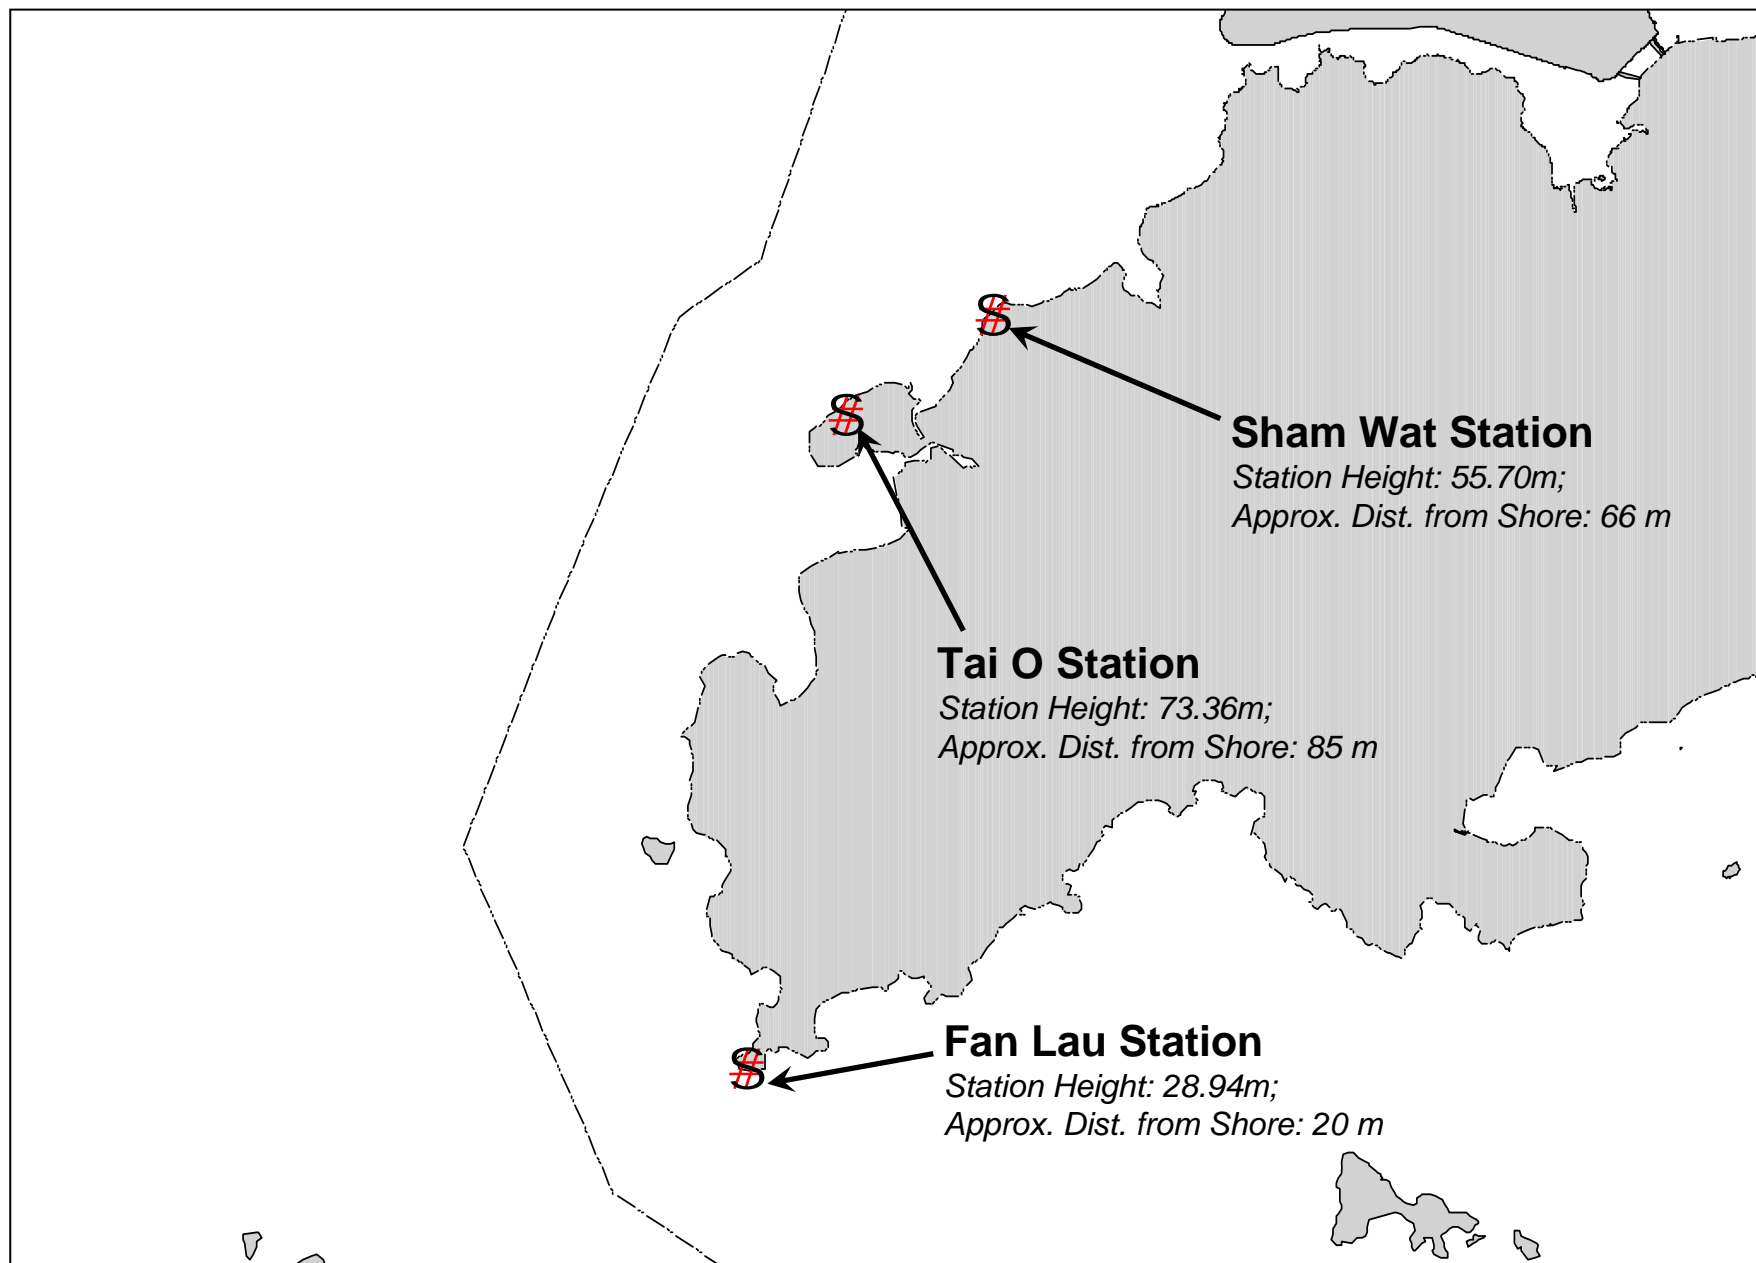 Sham Wat Station
Station Height: 55.70m;
Approx. Dist. from Shore: 66 m
Tai O Station
Station Height: 73.36m;
Approx. Dist. from Shore: 85 m
Fan Lau Station
Station Height: 28.94m;
Approx. Dist. from Shore: 20 m